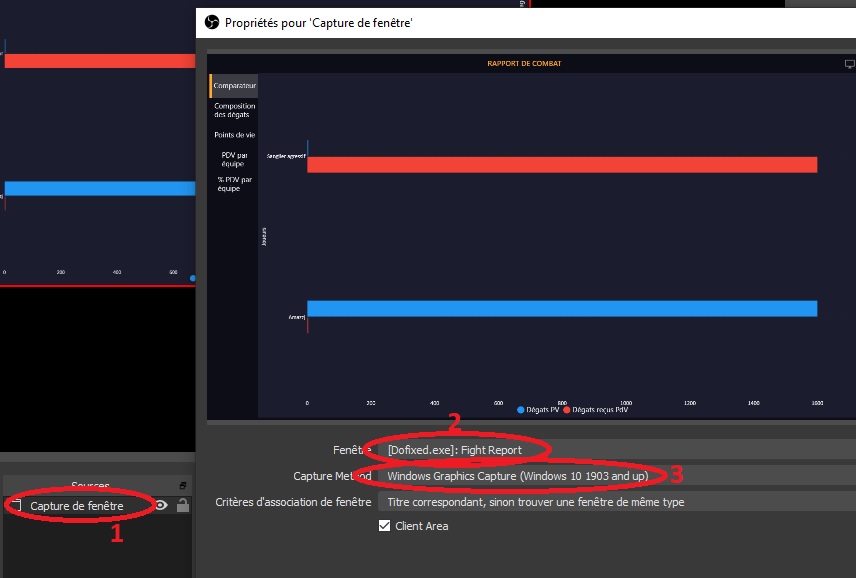 Propriétés pour 'Capture de fenêtre'
RAPPORT DE COMBAT
Comparateur
Composition
des dégats
Points de vie
PDV par
équipe
% PDV par
équipe
Sanglier agressif
Joueurs
Amazzj
0 200 400 600 800 1000 1200 1400 1600
Dégats PV Dégats reçus PdV
0 200 400 600
2
Fenêtre [Dofixed.exe]: Fight Report
Capture Method Windows Graphics Capture (Windows 10 1903 and up) 3
Critères d'association de fenêtre Titre correspondant, sinon trouver une fenêtre de même type
Client Area
Sources
Capture de fenêtre
1